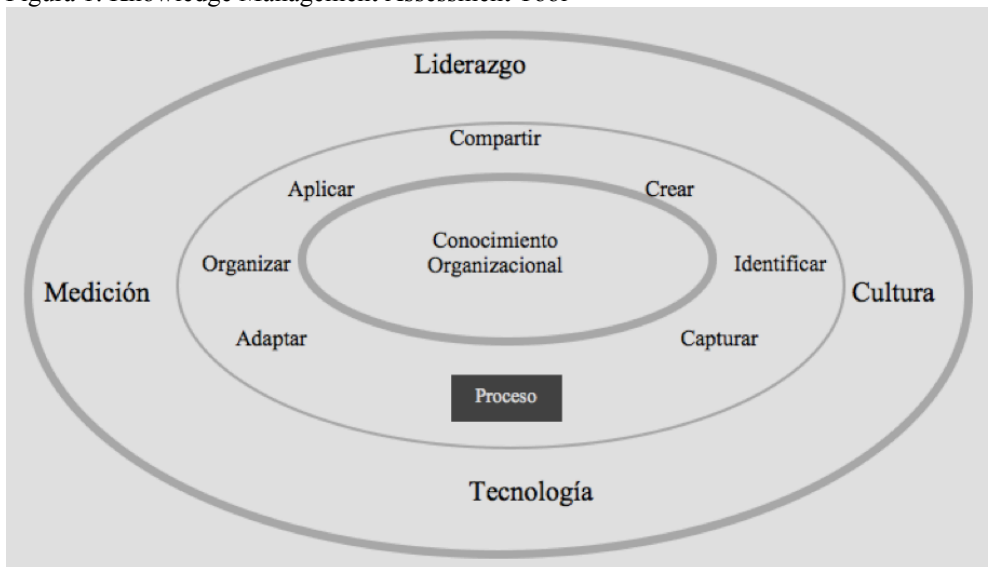 Figura 1. Knowledge Management Assessment Tool
Liderazgo
Compartir
Aplicar
Crear
Conocimiento
Organizacional
Organizar
Identificar
Medición
Cultura
Adaptar
Capturar
Proceso
Tecnología